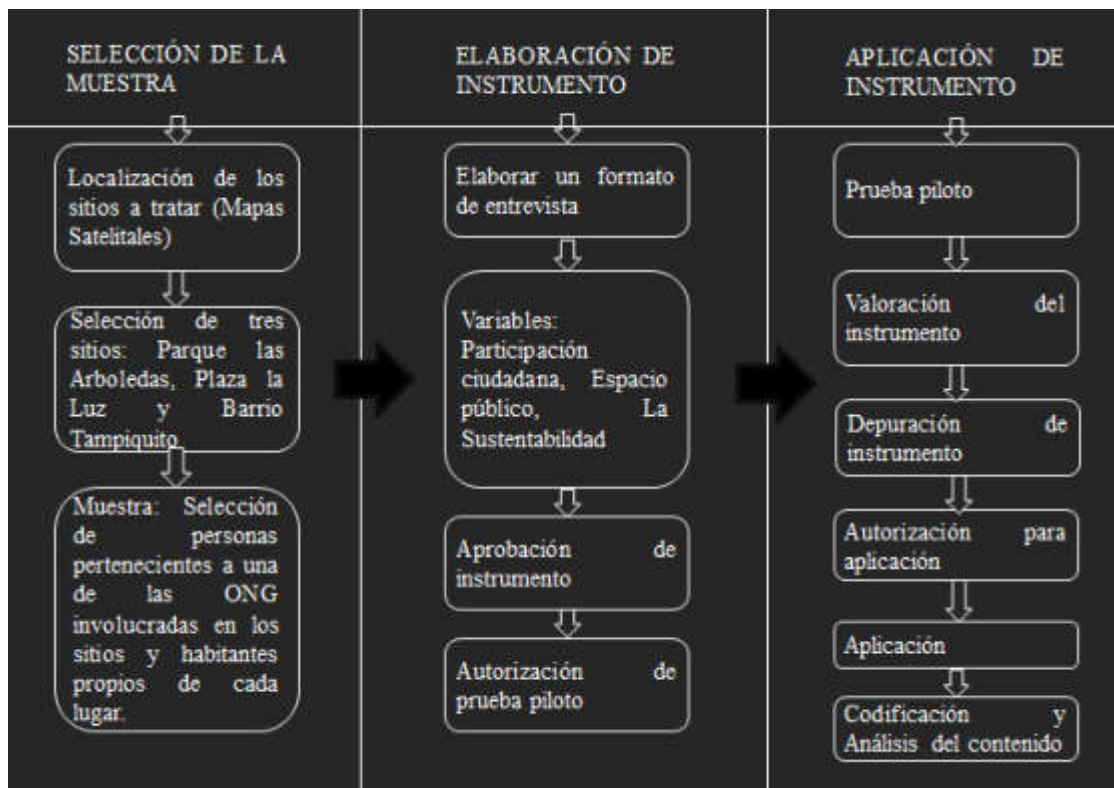 SELECCIÓN DE LA
MUESTRA
Localización de los
sitios a tratar (Mapas
Satelitales)
Selección de tres
sitios: Parque las
Arboledas, Plaza la
Luz y Barrio
Tampiquito
Muestra: Selección
de personas
pertenecientes a una
de las ONG
involucradas en los
sitios y habitantes
propios de cada
lugar.
ELABORACIÓN DE
INSTRUMENTO
Elaborar un formato
de entrevista
Variables:
Participación
ciudadana, Espacio
público, La
Sustentabilidad
Aprobación de
instrumento
Autorización de
prueba piloto
APLICACIÓN DE
INSTRUMENTO
Prueba piloto
Valoración del
instrumento
Depuración de
instrumento
Autorización para
aplicación
Aplicación
Codificación y
Análisis del contenido